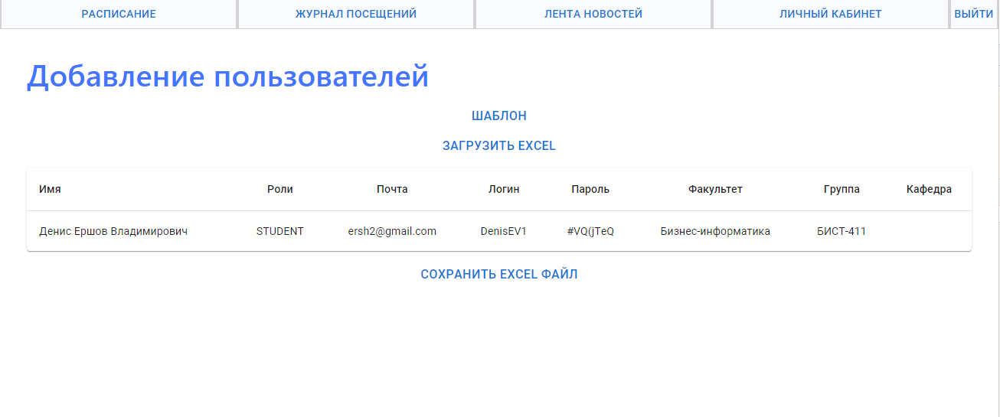 РАСПИСАНИЕ ЖУРНАЛ ПОСЕЩЕНИЙ ЛЕНТА НОВОСТЕЙ ЛИЧНЫЙ КАБИНЕТ ВЫЙТИ
Добавление пользователей
ШАБЛОН
ЗАГРУЗИТЬ EXCEL
Имя Роли Почта Логин Пароль Факультет Группа Кафедра
Денис Ершов Владимирович STUDENT ersh2@gmail.com DenisEV1 #VQ(jTeQ Бизнес-информатика БИСТ-411
СОХРАНИТЬ EXCEL ФАЙЛ